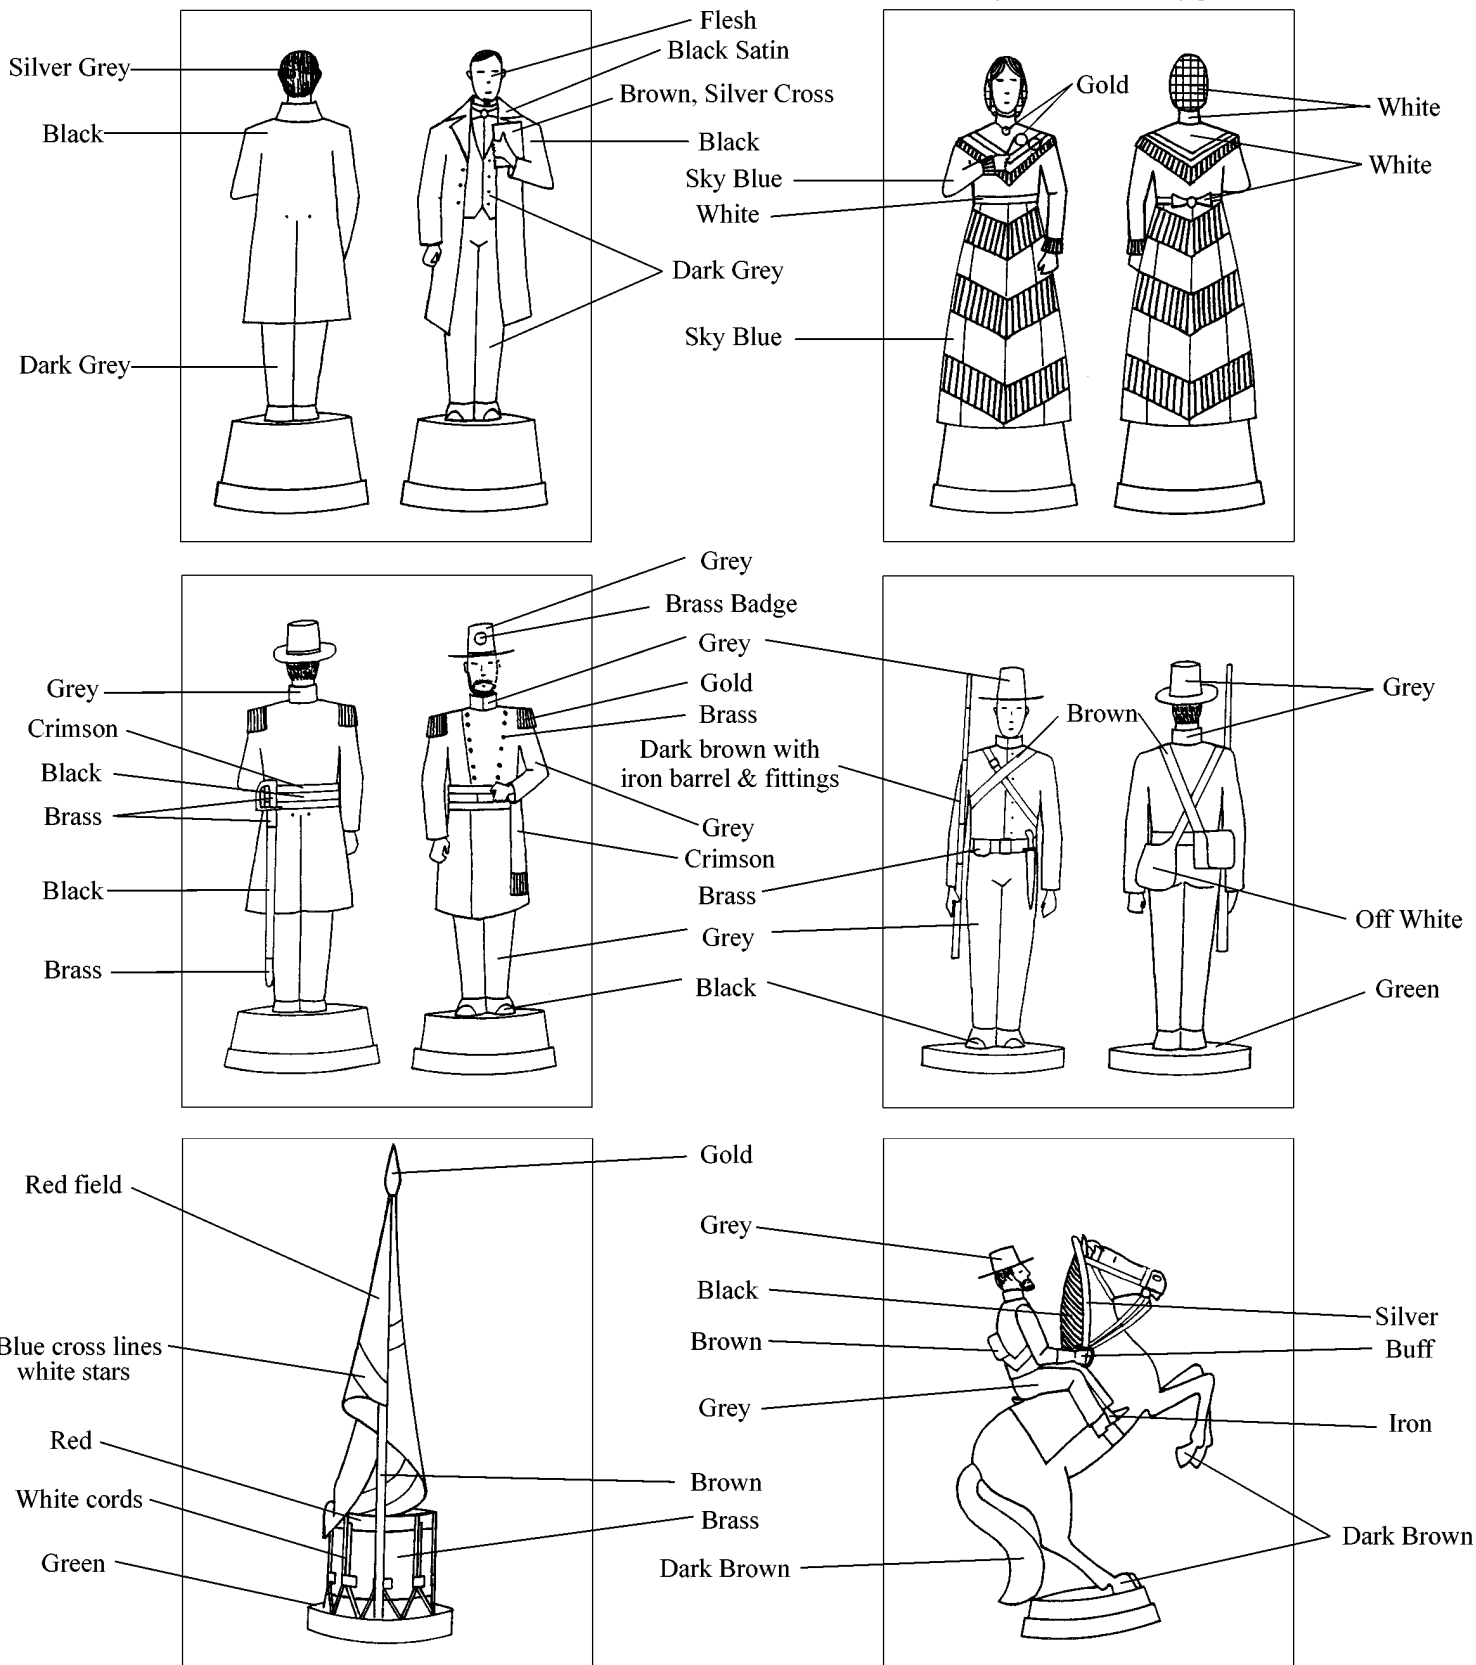 Flesh
Black Satin
Silver Grey
Brown, Silver Cross
Black
Black
Dark Grey
Dark Grey
Gold
White
Sky Blue
White
White
Sky Blue
Grey
Brass Badge
Grey
Grey
Gold
Crimson
Brass
Black
Dark brown with
iron barrel & fittings
Brass
Grey
Crimson
Black
Brass
Grey
Brass
Black
Brown
Grey
Off White
Green
Gold
Red field
Blue cross lines
white stars
Red
White cords
Brown
Brass
Green
Grey
Black
Silver
Brown
Buff
Grey
Iron
Dark Brown
Dark Brown